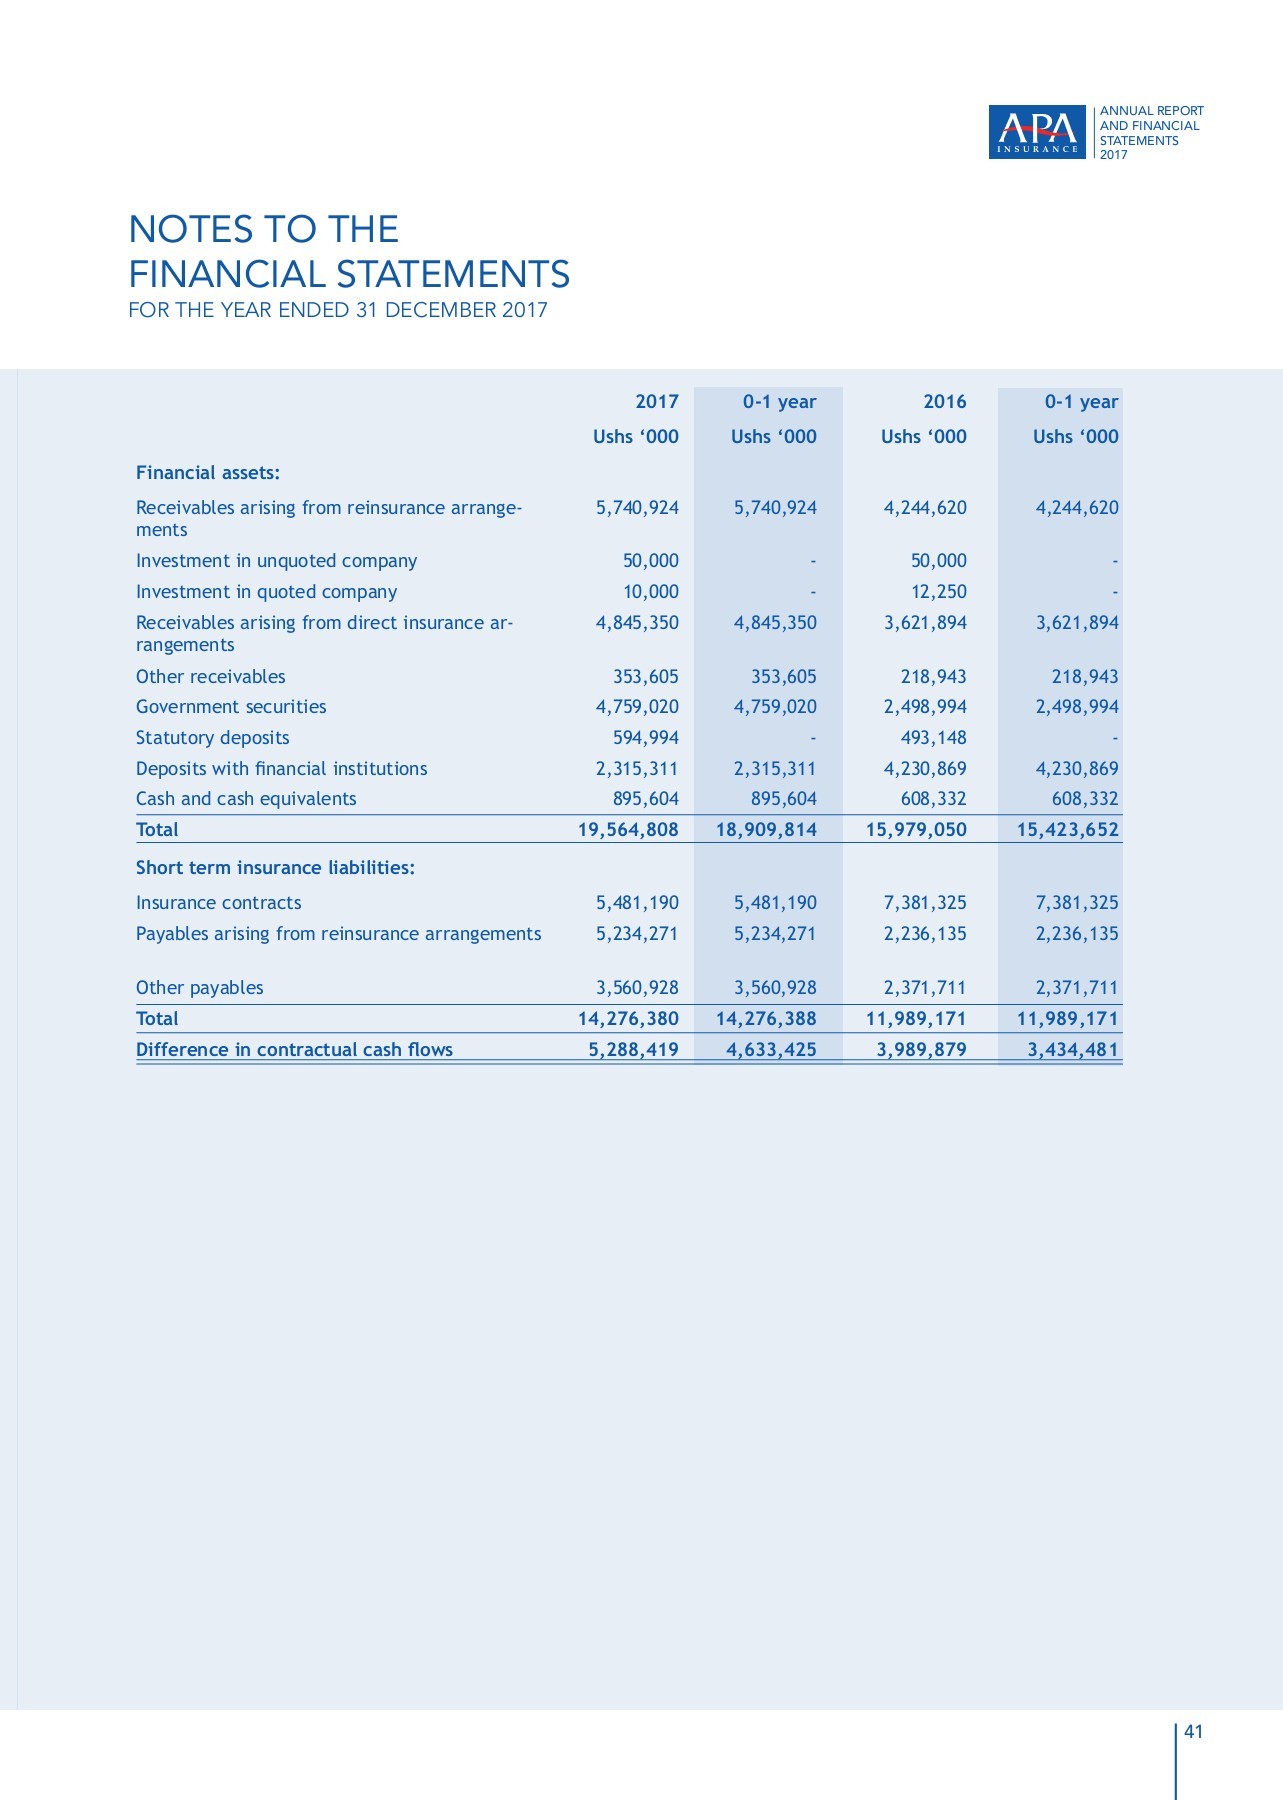 APA
INSURANCE
ANNUAL REPORT
AND FINANCIAL
STATEMENTS
2017
NOTES TO THE
FINANCIAL STATEMENTS
FOR THE YEAR ENDED 31 DECEMBER 2017
2017 0-1 year 2016 0-1 year
Ushs ‘000 Ushs ‘000 Ushs ‘000 Ushs ‘000
Financial assets:
Receivables arising from reinsurance arrange- 5,740,924 5,740,924 4,244,620 4,244,620
ments
Investment in unquoted company 50,000 - 50,000 -
Investment in quoted company 10,000 - 12,250 -
Receivables arising from direct insurance ar- 4,845,350 4,845,350 3,621,894 3,621,894
rangements
Other receivables 353,605 353,605 218,943 218,943
Government securities 4,759,020 4,759,020 2,498,994 2,498,994
Statutory deposits 594,994 - 493,148 -
Deposits with financial institutions 2,315,311 2,315,311 4,230,869 4,230,869
Cash and cash equivalents 895,604 895,604 608,332 608,332
Total 19,564,808 18,909,814 15,979,050 15,423,652
Short term insurance liabilities:
Insurance contracts 5,481,190 5,481,190 7,381,325 7,381,325
Payables arising from reinsurance arrangements 5,234,271 5,234,271 2,236,135 2,236,135
Other payables 3,560,928 3,560,928 2,371,711 2,371,711
Total 14,276,380 14,276,388 11,989,171 11,989,171
Difference in contractual cash flows 5,288,419 4,633,425 3,989,879 3,434,481
41